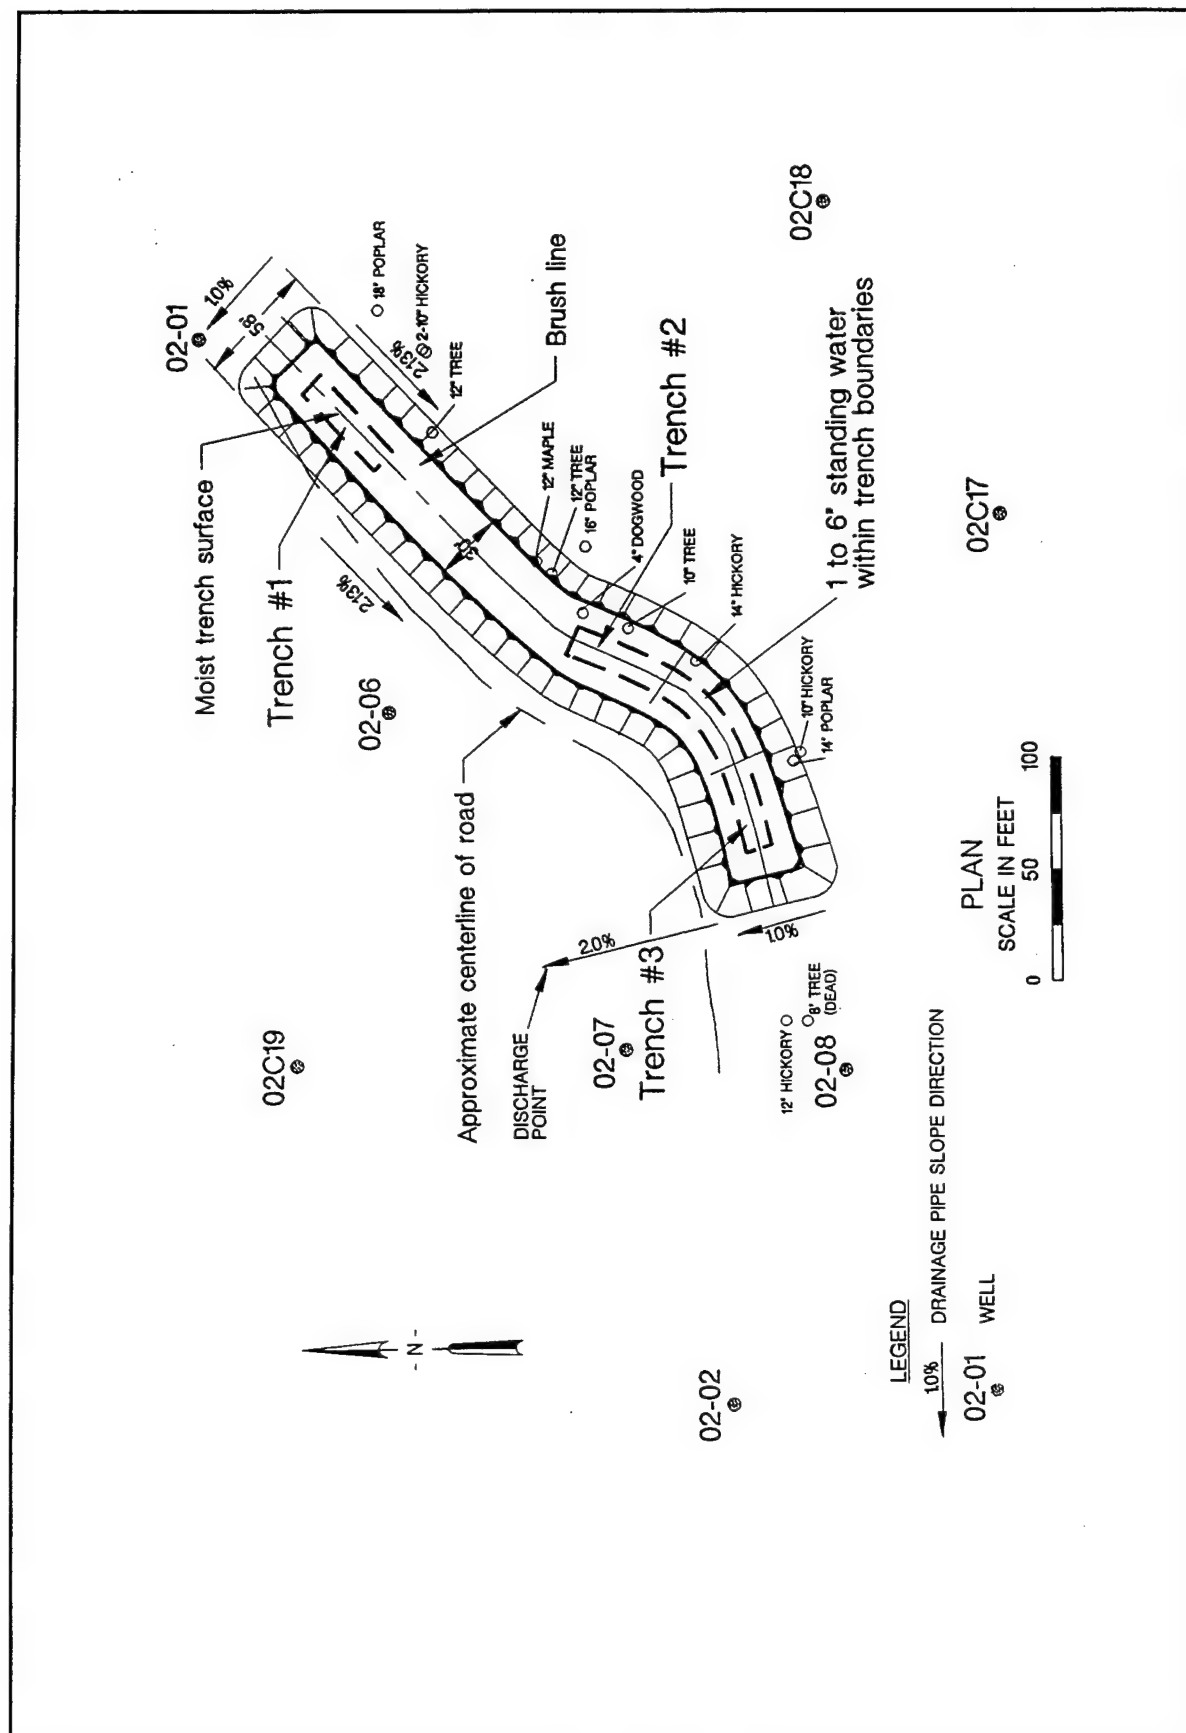 02-01
10%
58'
18" POPLAR
2-10" HICKORY
2.13%
12" TREE
Brush line
Moist trench surface
Trench #1
2.13%
30'
12" MAPLE
12" TREE
16" POPLAR
4" DOGWOOD
Trench #2
10" TREE
14" HICKORY
1 to 6" standing water
within trench boundaries
10" HICKORY
14" POPLAR
02C18
02C17
02-06
Approximate centerline of road
2.0%
10%
DISCHARGE
POINT
02-07
Trench #3
12" HICKORY
8" TREE
(DEAD)
02-08
02C19
02-02
- N -
PLAN
SCALE IN FEET
0 50 100
LEGEND
10% DRAINAGE PIPE SLOPE DIRECTION
02-01 WELL